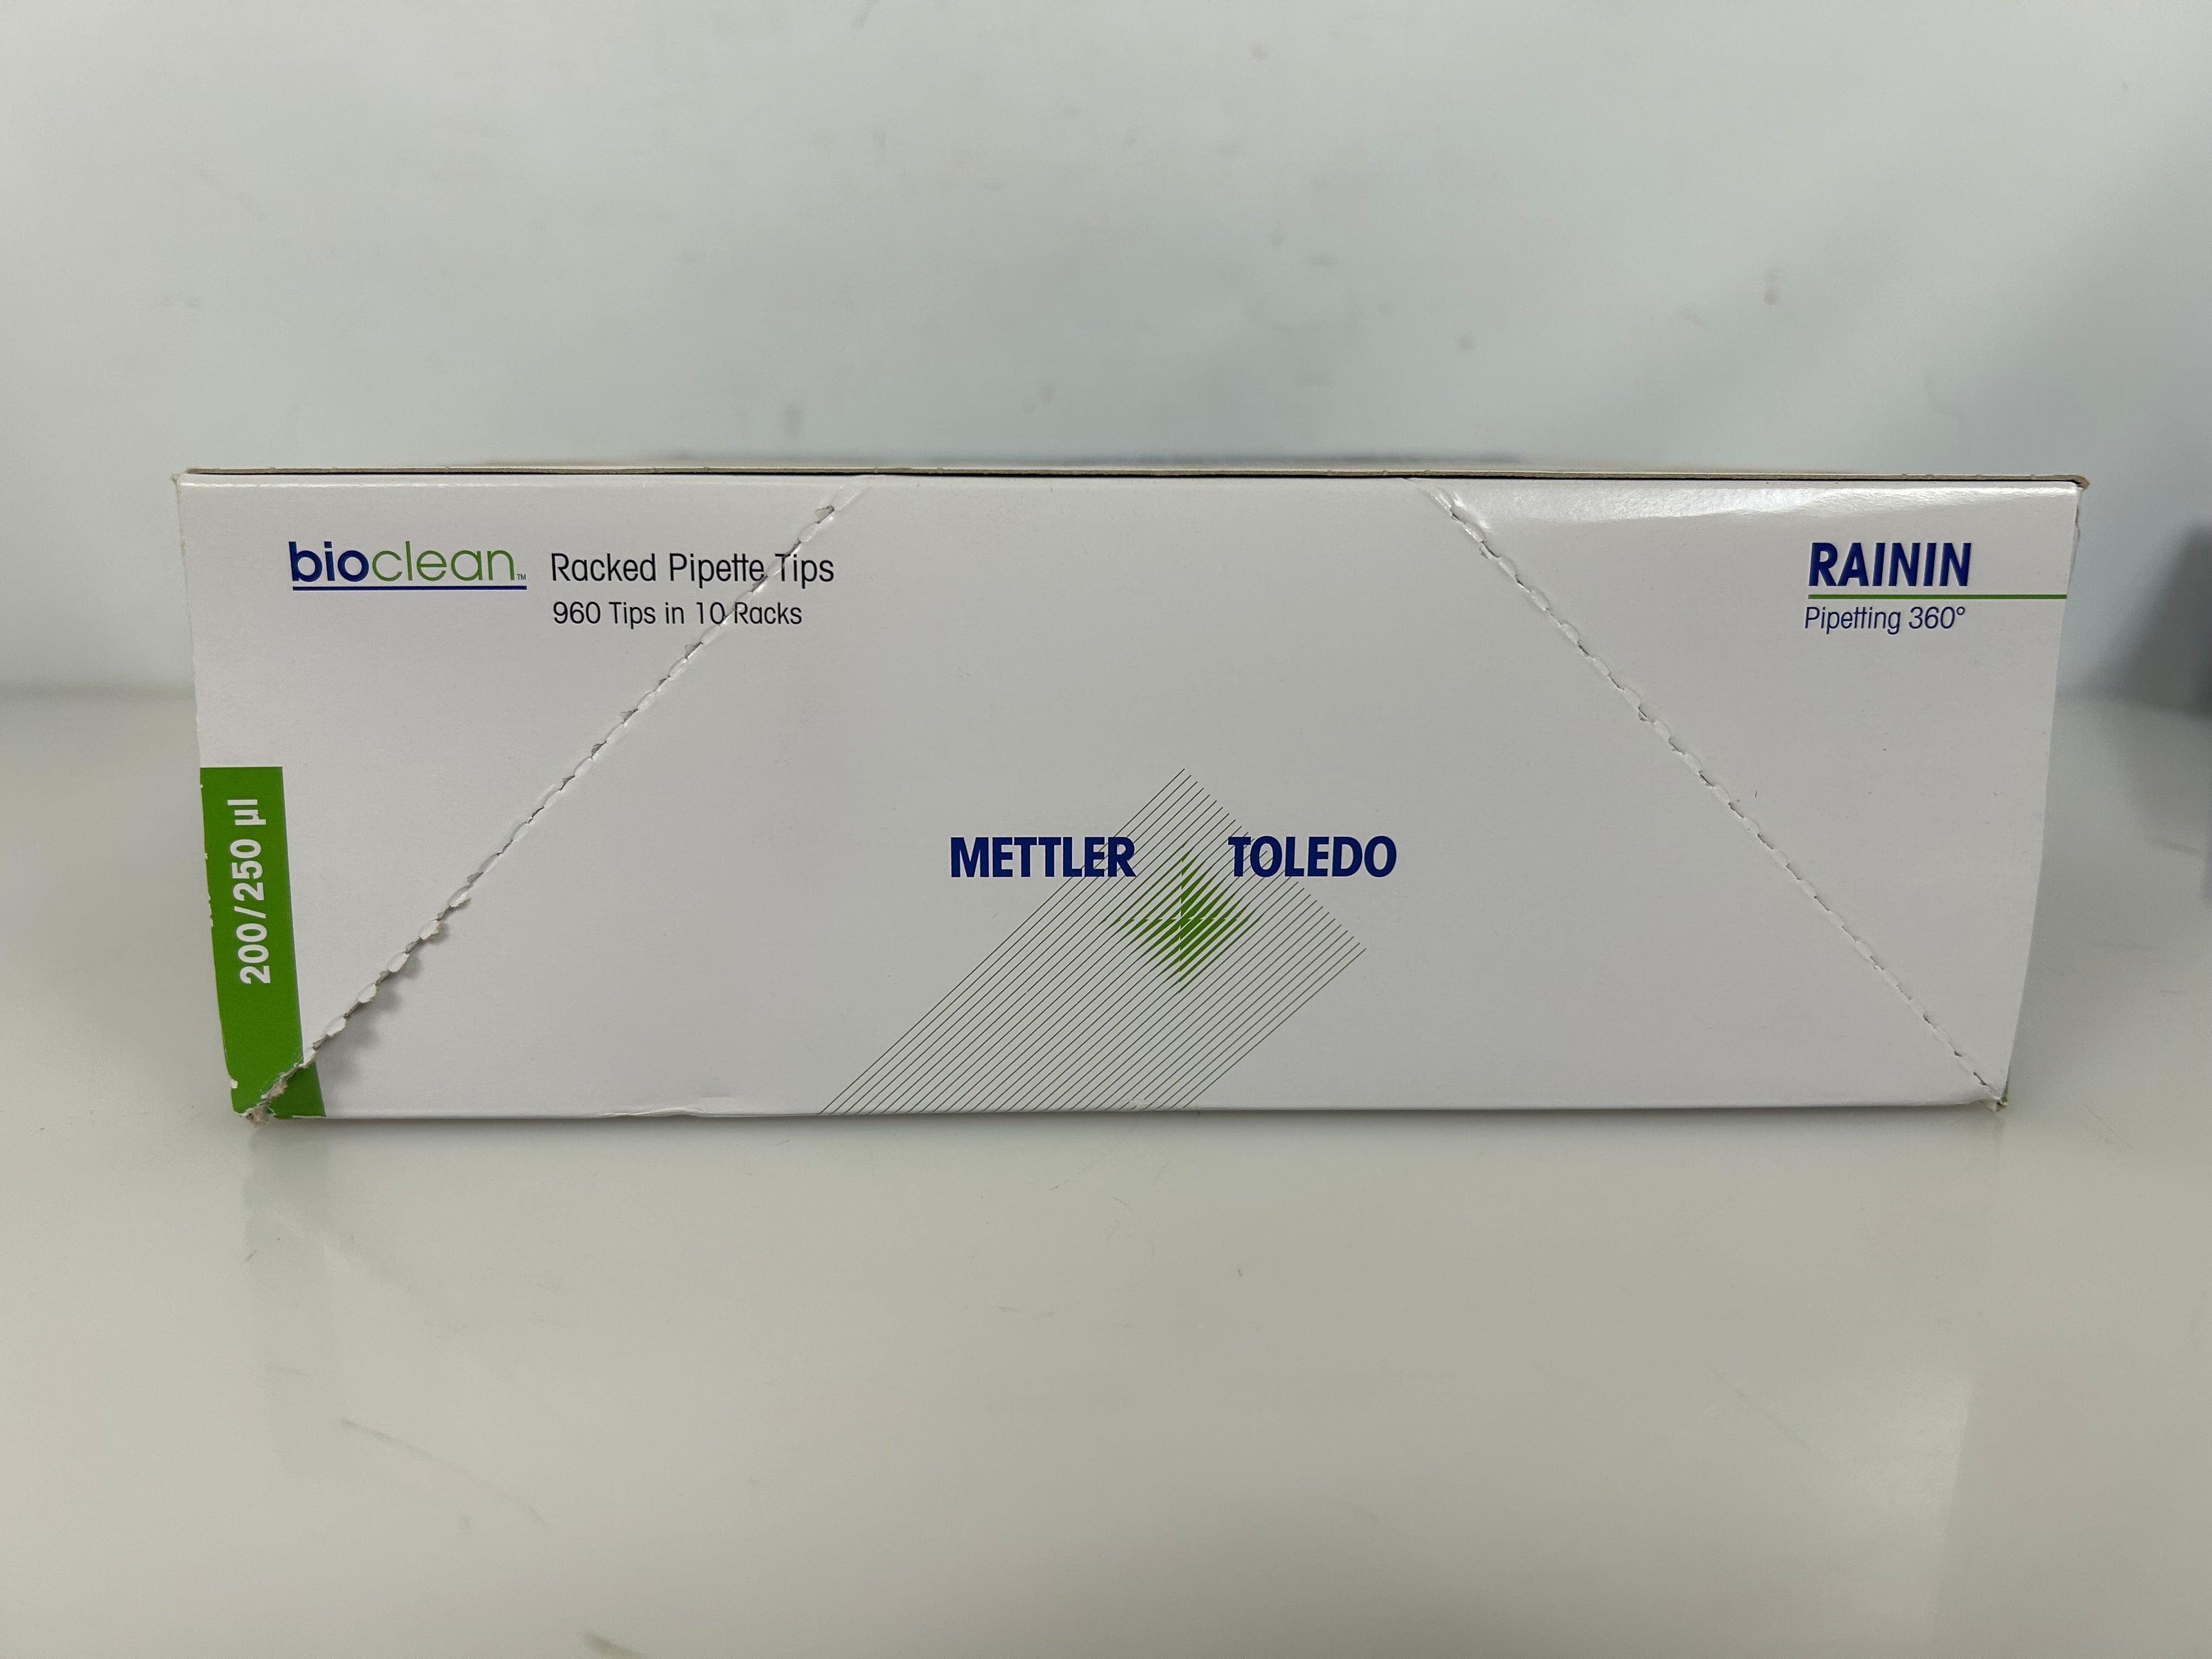 bioclean™ Racked Pipette Tips
960 Tips in 10 Racks
RAININ
Pipetting 360°
200/250 µl
METTLER TOLEDO